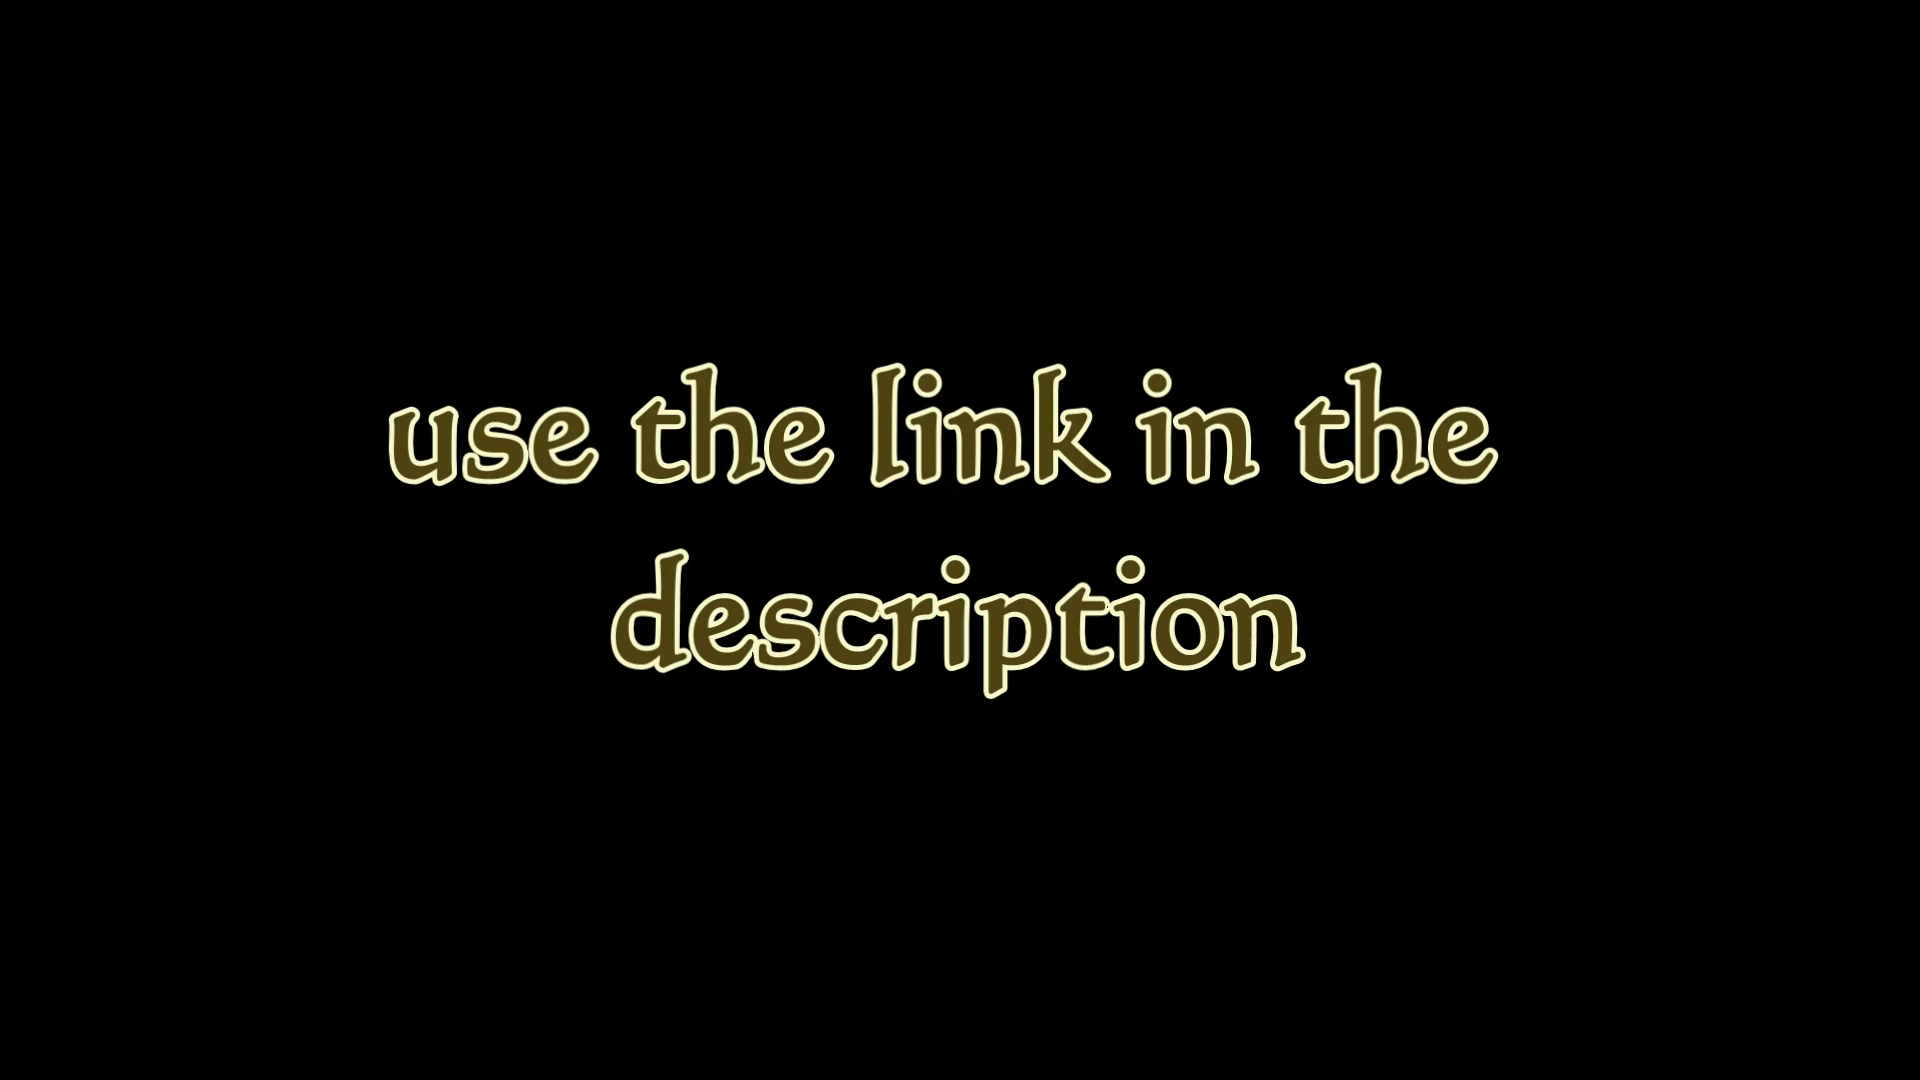 use the link in the
description